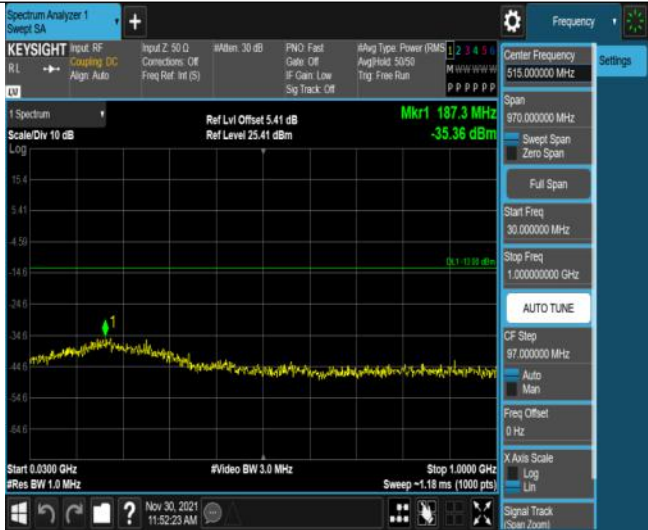 Spectrum Analyzer 1
Swept SA
+
Frequency
KEYSIGHT
RL
LV
Input: RF
Coupling: DC
Align: Auto
Input Z: 50 Ω
Corrections: Off
Freq Ref: Int (S)
#Atten: 30 dB
PNO: Fast
Gate: Off
IF Gain: Low
Sig Track: Off
#Avg Type: Power (RMS
Avg|Hold: 50/50
Trig: Free Run
1 2 3 4 5 6
M W W W W W
P P P P P P
Center Frequency
515.000000 MHz
Settings
1 Spectrum
Scale/Div 10 dB
Log
Ref Lvl Offset 5.41 dB
Ref Level 25.41 dBm
Mkr1 187.3 MHz
-35.36 dBm
Span
970.000000 MHz
Swept Span
Zero Span
Full Span
Start Freq
30.000000 MHz
Stop Freq
1.000000000 GHz
AUTO TUNE
CF Step
97.000000 MHz
Auto
Man
Freq Offset
0 Hz
X Axis Scale
Log
Lin
Signal Track
(Span Zoom)
15.4
5.41
-4.59
-14.6
-24.6
-34.6
-44.6
-54.6
-64.6
DL1 -13.00 dBm
1
Start 0.0300 GHz
#Res BW 1.0 MHz
#Video BW 3.0 MHz
Stop 1.0000 GHz
Sweep ~1.18 ms (1000 pts)
?
Nov 30, 2021
11:52:23 AM